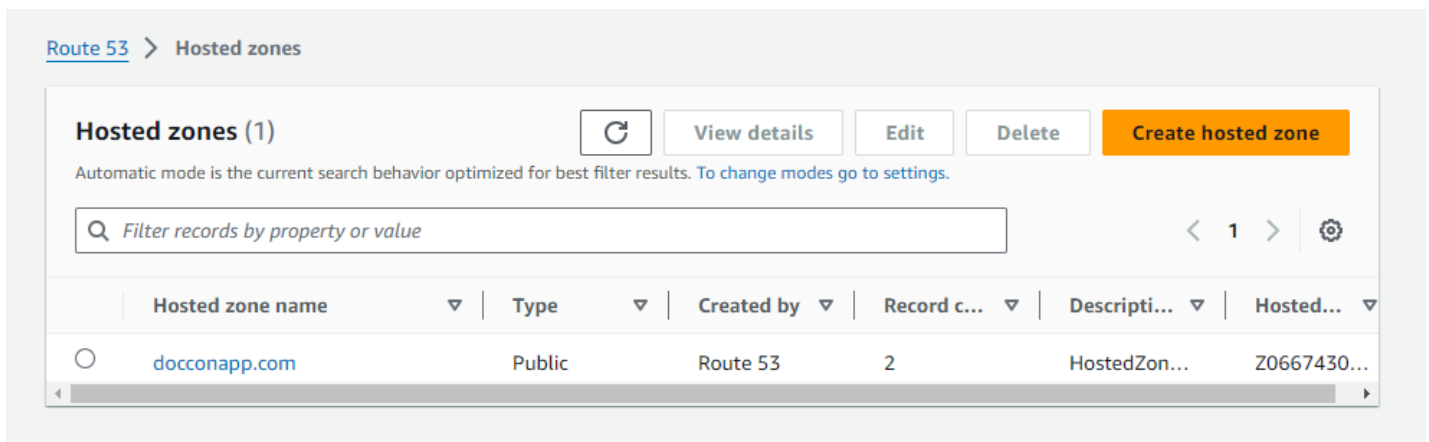 Route 53 > Hosted zones
Hosted zones (1) View details Edit Delete Create hosted zone
Automatic mode is the current search behavior optimized for best filter results. To change modes go to settings.
Filter records by property or value 1
Hosted zone name Type Created by Record c... Descripti... Hosted...
docconapp.com Public Route 53 2 HostedZon... Z0667430...